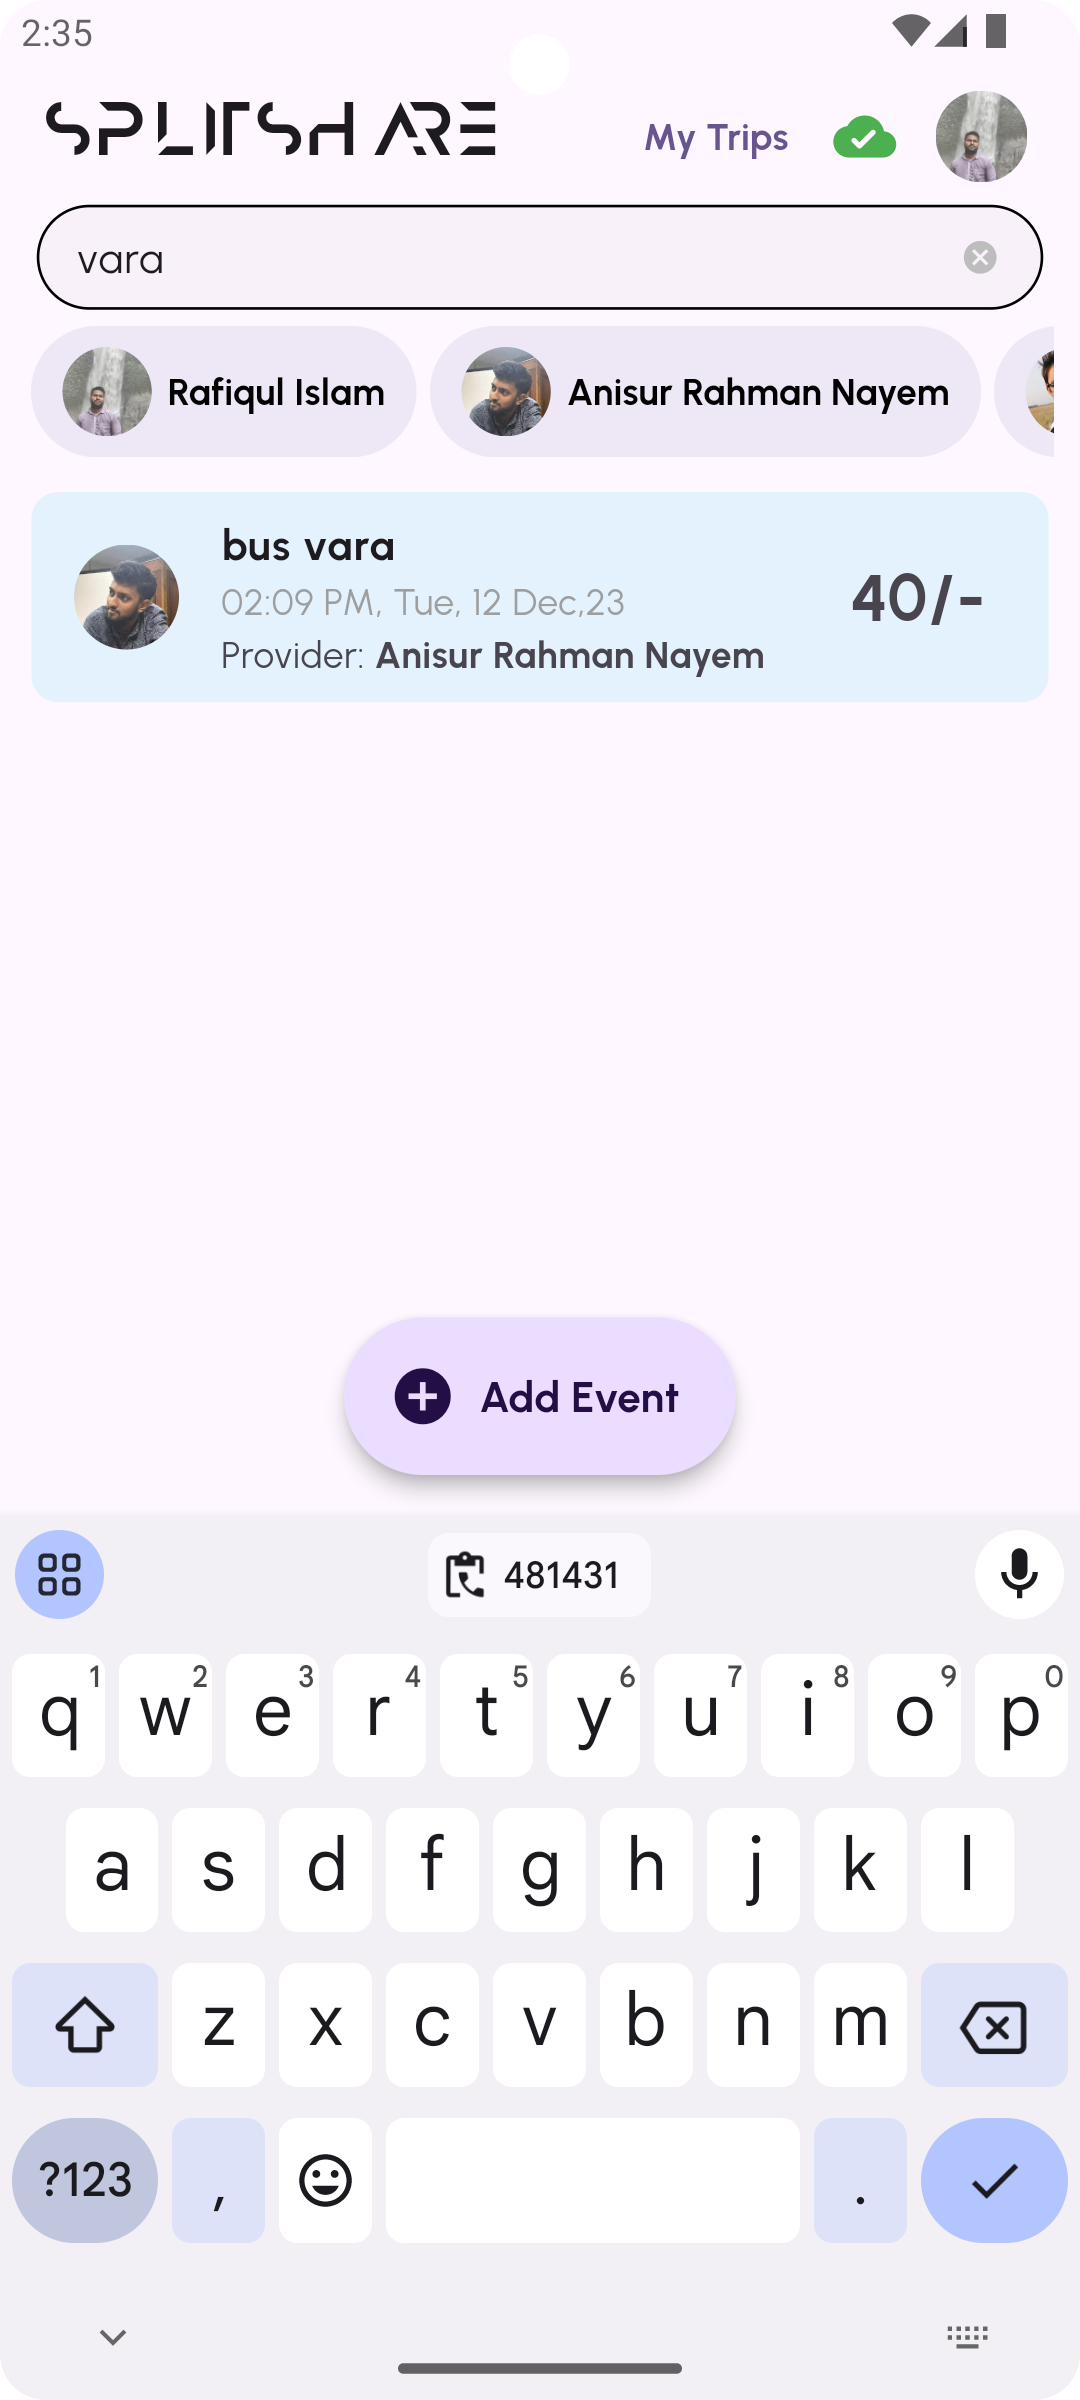 2:35
SPLITSHARE
My Trips
vara
Rafiqul Islam
Anisur Rahman Nayem
bus vara
02:09 PM, Tue, 12 Dec,23
Provider: Anisur Rahman Nayem
40/-
Add Event
481431
q1 w2 e3 r4 t5 y6 u7 i8 o9 p0
a s d f g h j k l
z x c v b n m
?123 , .